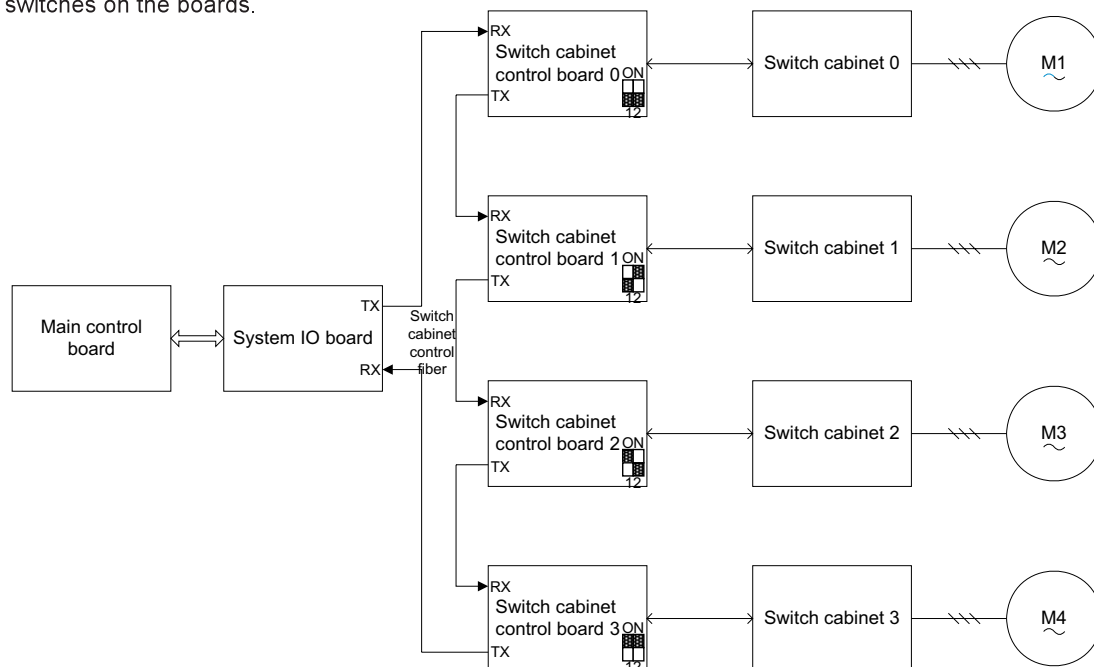 switches on the boards.
RX
Switch cabinet
control board 0
ON
TX
12
Switch cabinet 0
M1
RX
Switch cabinet
control board 1
ON
TX
12
Switch cabinet 1
M2
Main control
board
System IO board
TX
RX
Switch
cabinet
control
fiber
RX
Switch cabinet
control board 2
ON
TX
12
Switch cabinet 2
M3
RX
Switch cabinet
control board 3
ON
TX
12
Switch cabinet 3
M4